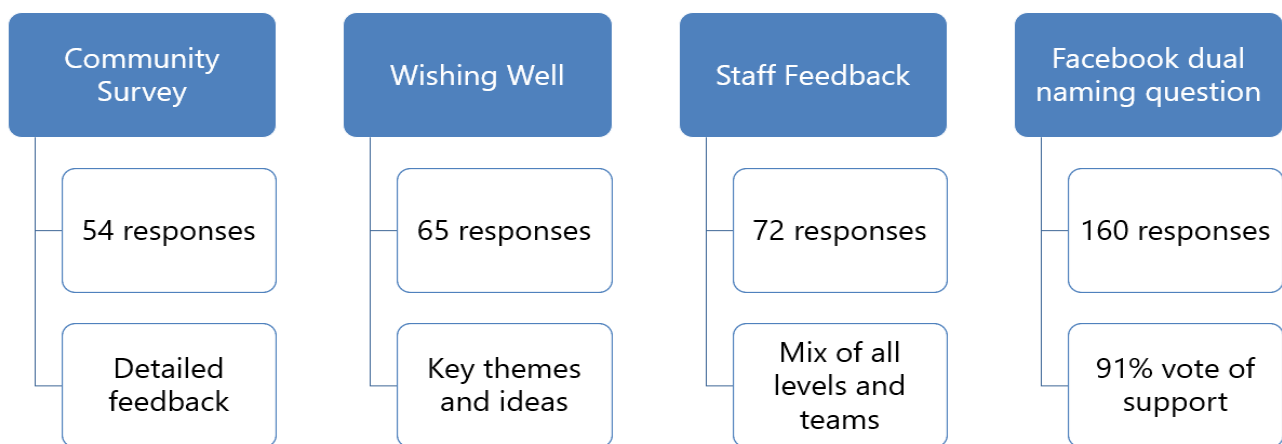 Community
Survey
54 responses
Detailed
feedback
Wishing Well
65 responses
Key themes
and ideas
Staff Feedback
72 responses
Mix of all
levels and
teams
Facebook dual
naming question
160 responses
91% vote of
support